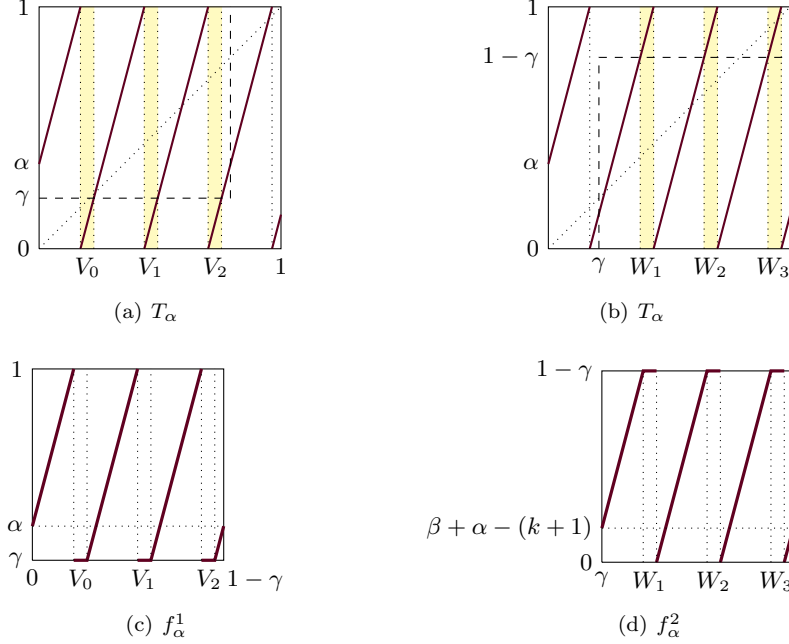 1
α
γ
0
V₀ V₁ V₂ 1
(a) Tα
1
1 − γ
α
0
γ W₁ W₂ W₃
(b) Tα
1
α
γ
0 V₀ V₁ V₂ 1 − γ
(c) f¹α
1 − γ
β + α − (k + 1)
0
γ W₁ W₂ W₃
(d) f²α